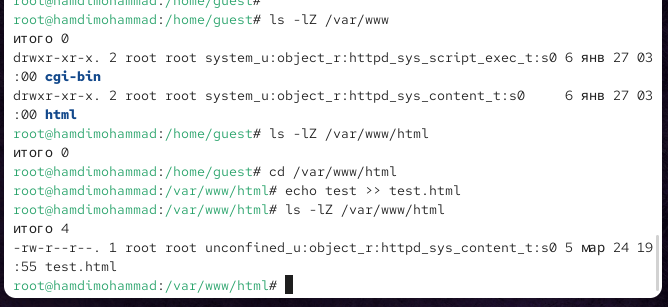 root@hamdimohammad:/home/guest#
root@hamdimohammad:/home/guest# ls -lZ /var/www
итого 0
drwxr-xr-x. 2 root root system_u:object_r:httpd_sys_script_exec_t:s0 6 янв 27 03
:00 cgi-bin
drwxr-xr-x. 2 root root system_u:object_r:httpd_sys_content_t:s0     6 янв 27 03
:00 html
root@hamdimohammad:/home/guest# ls -lZ /var/www/html
итого 0
root@hamdimohammad:/home/guest# cd /var/www/html
root@hamdimohammad:/var/www/html# echo test >> test.html
root@hamdimohammad:/var/www/html# ls -lZ /var/www/html
итого 4
-rw-r--r--. 1 root root unconfined_u:object_r:httpd_sys_content_t:s0 5 мар 24 19
:55 test.html
root@hamdimohammad:/var/www/html#